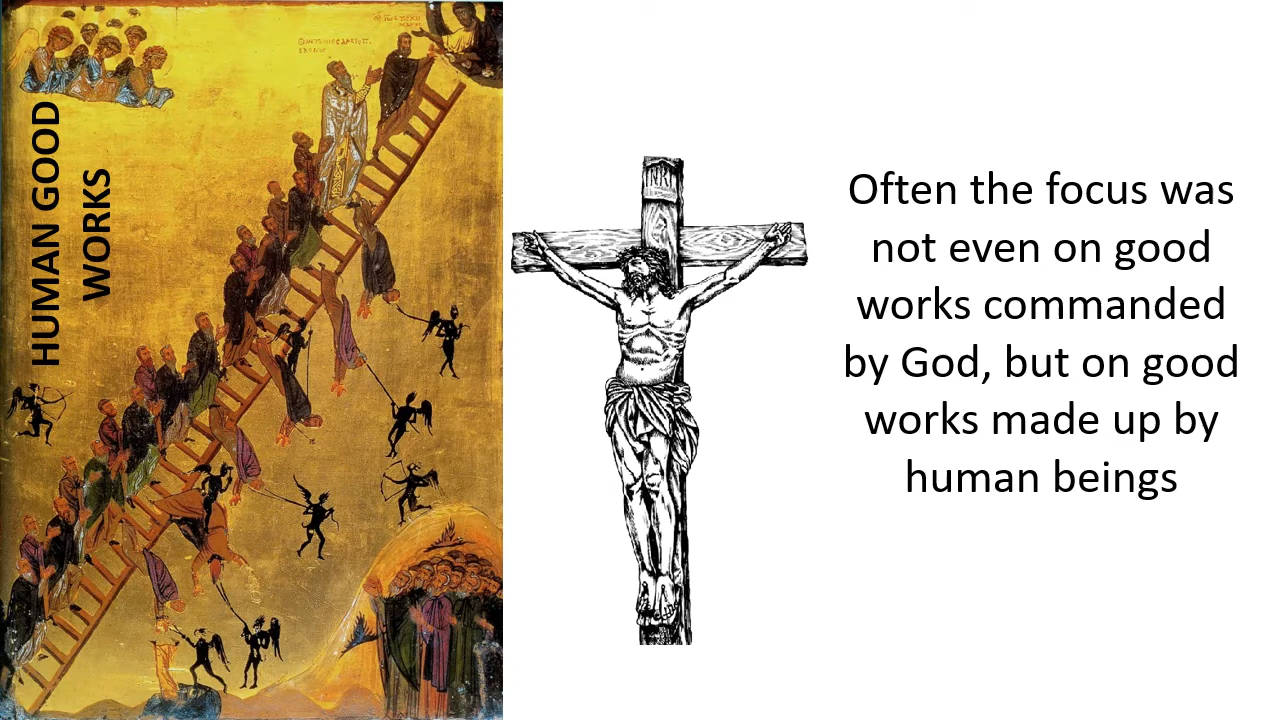 HUMAN GOOD
WORKS
INRI
Often the focus was
not even on good
works commanded
by God, but on good
works made up by
human beings